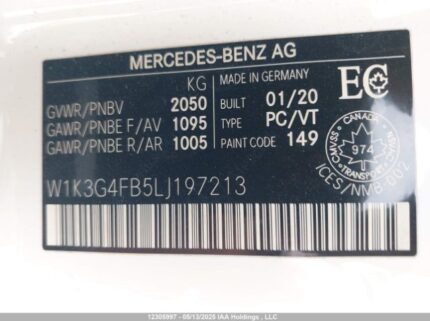 MERCEDES-BENZ AG
KG
MADE IN GERMANY
EC
GVWR/PNBV 2050
BUILT 01/20
GAWR/PNBE F/AV 1095
TYPE PC/VT
GAWR/PNBE R/AR 1005
PAINT CODE 149
CANADA
CMVSS 974 NSVAC
TRANSPORT
ICES/NMB-002
W1K3G4FB5LJ197213
12305997 - 05/13/2025 IAA Holdings , LLC